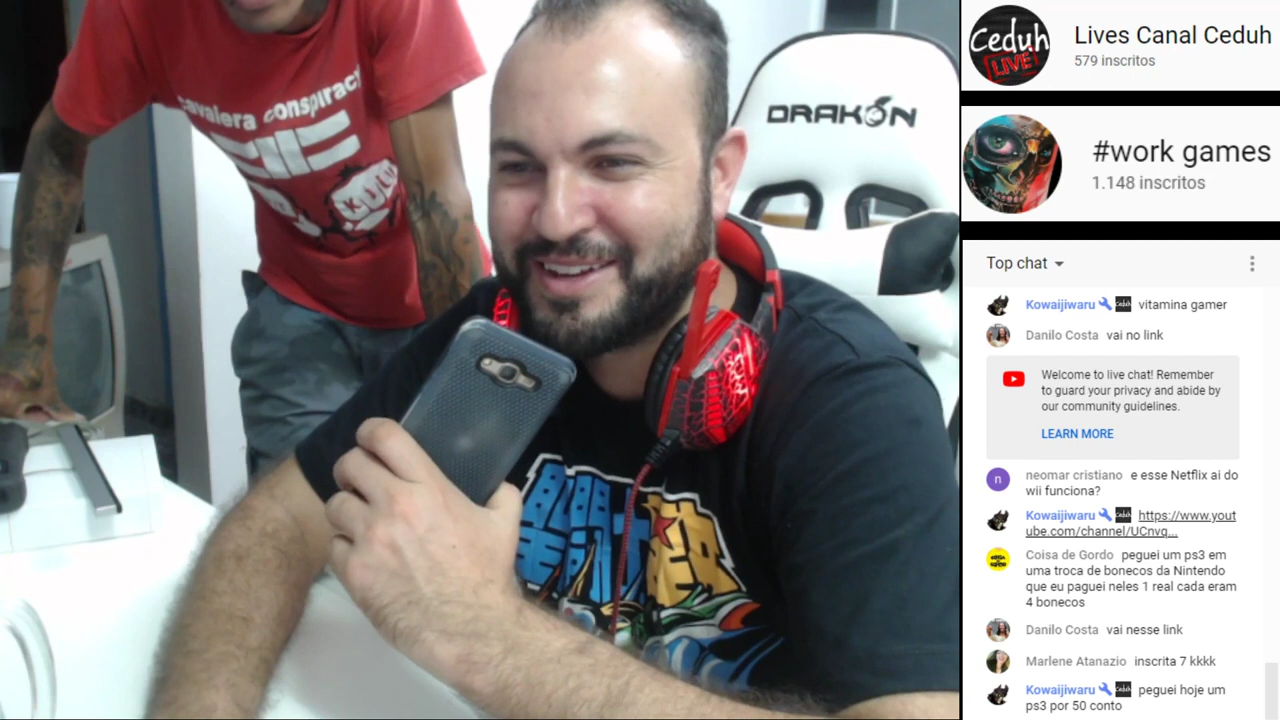 cavalera conspiracy
DRAKON
Ceduh
LIVE
Lives Canal Ceduh
579 inscritos
#work games
1.148 inscritos
Top chat
Kowaijiwaru vitamina gamer
Danilo Costa vai no link
Welcome to live chat! Remember
to guard your privacy and abide by
our community guidelines.
LEARN MORE
n
neomar cristiano e esse Netflix ai do
wii funciona?
Kowaijiwaru https://www.yout
ube.com/channel/UCnvq...
Coisa de Gordo peguei um ps3 em
uma troca de bonecos da Nintendo
que eu paguei neles 1 real cada eram
4 bonecos
Danilo Costa vai nesse link
Marlene Atanazio inscrita 7 kkkk
Kowaijiwaru peguei hoje um
ps3 por 50 conto